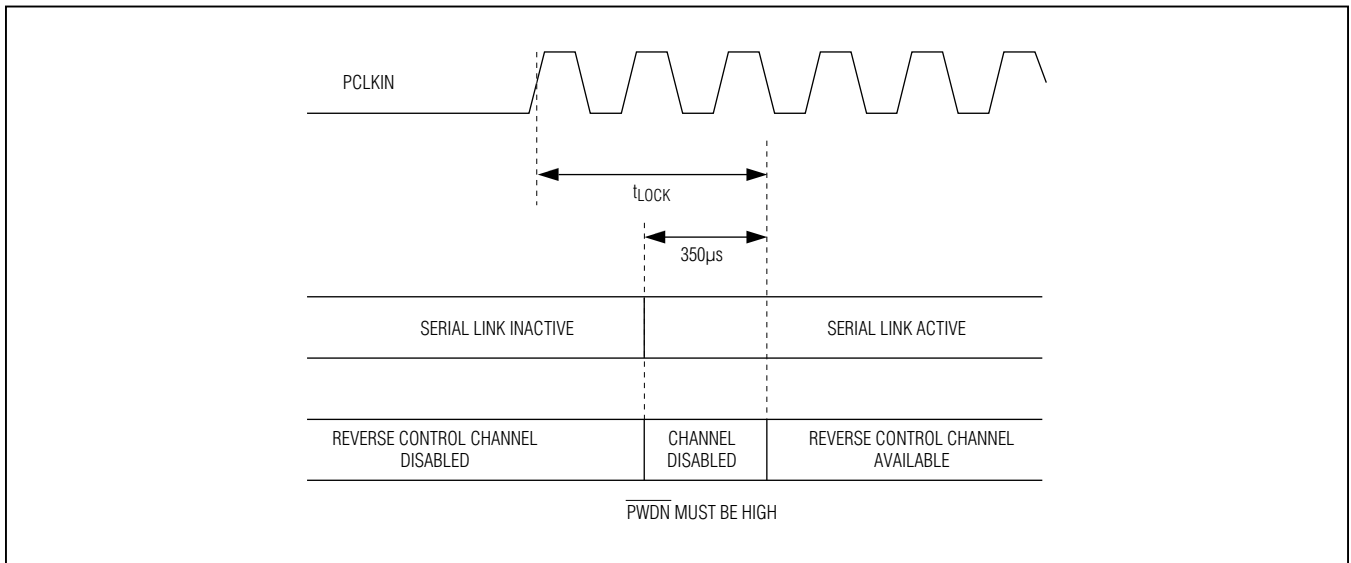 PCLKIN
tLOCK
350µs
SERIAL LINK INACTIVE
SERIAL LINK ACTIVE
REVERSE CONTROL CHANNEL
DISABLED
CHANNEL
DISABLED
REVERSE CONTROL CHANNEL
AVAILABLE
PWDN MUST BE HIGH